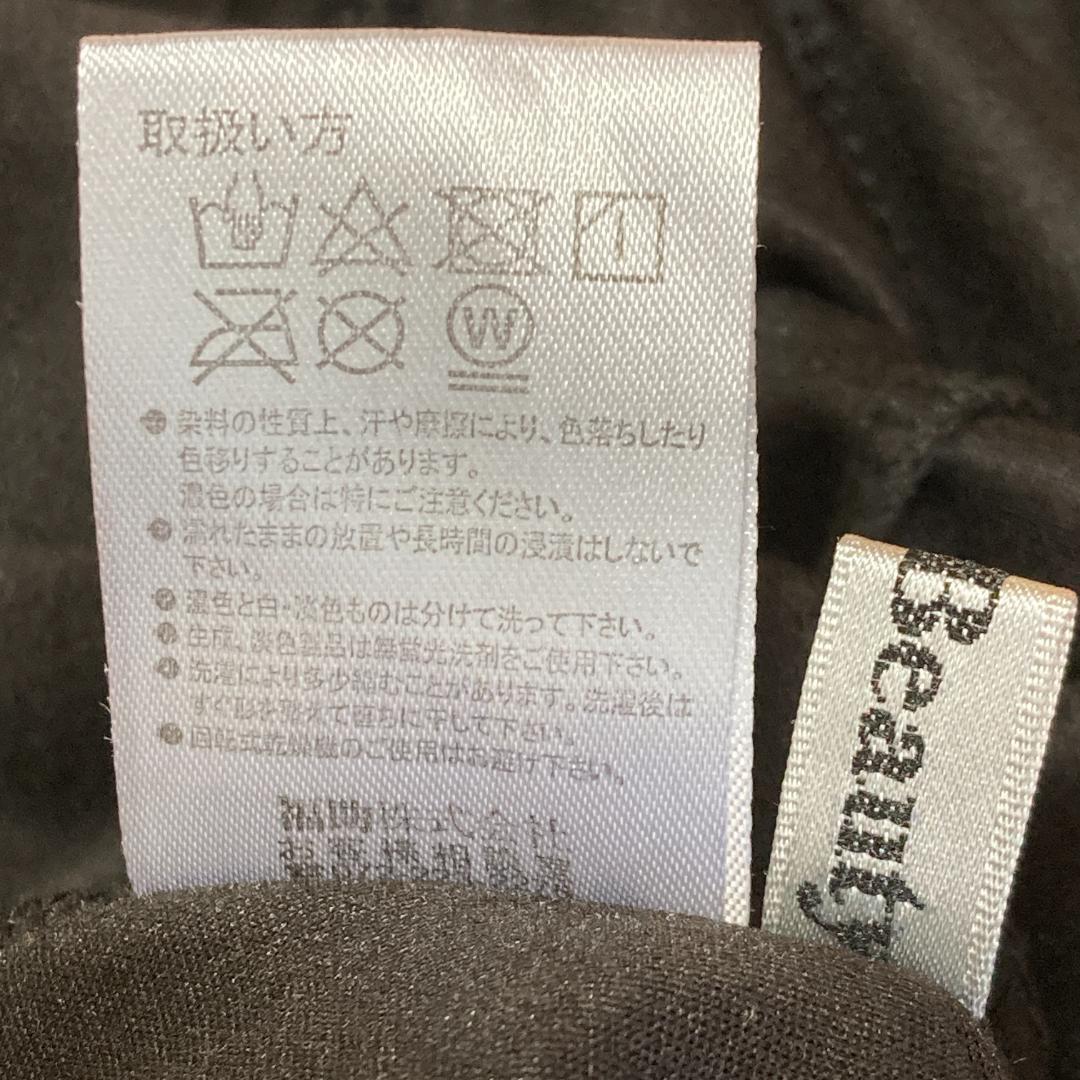 取扱い方
W
染料の性質上、汗や摩擦により、色落ちしたり
色移りすることがあります。
濃色の場合は特にご注意ください。
濡れたままの放置や長時間の浸漬はしないで
下さい。
濃色と白・淡色ものは分けて洗って下さい。
生成、淡色製品は無蛍光洗剤をご使用下さい。
洗濯により多少縮むことがあります。洗濯後は
すぐ形を整えて直ちに干して下さい。
回転式乾燥機のご使用はお避け下さい。
株式会社
Beauty